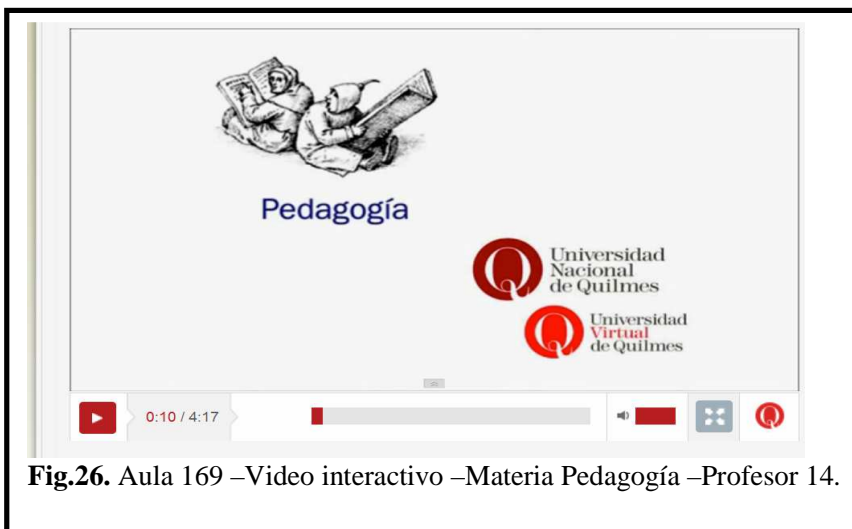 Pedagogía
Universidad
Nacional
de Quilmes
Universidad
Virtual
de Quilmes
0:10 / 4:17
Fig.26. Aula 169 –Video interactivo –Materia Pedagogía –Profesor 14.